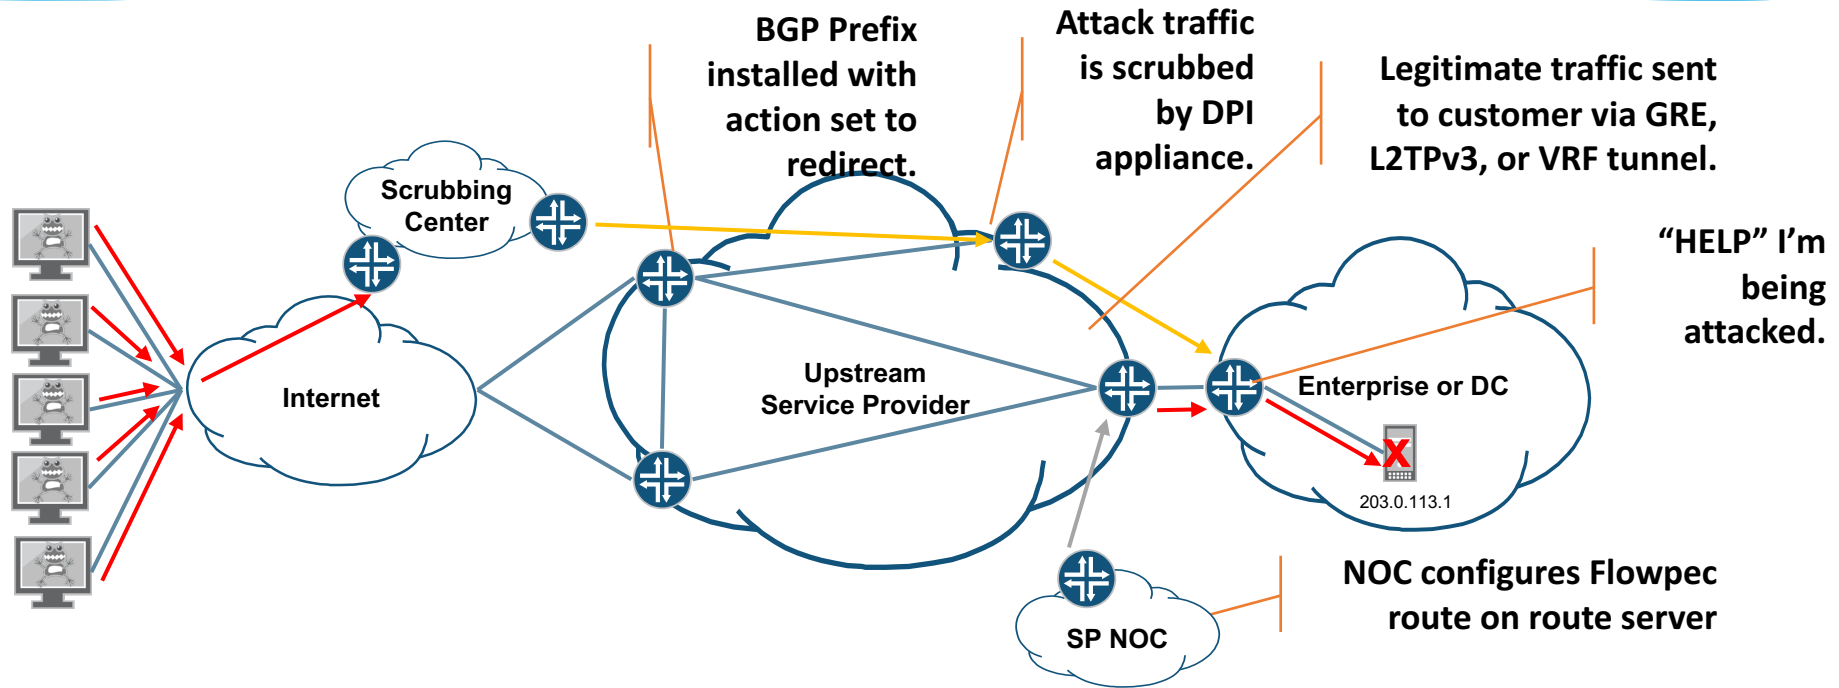 BGP Prefix
installed with
action set to
redirect.
Attack traffic
is scrubbed
by DPI
appliance.
Legitimate traffic sent
to customer via GRE,
L2TPv3, or VRF tunnel.
Scrubbing
Center
“HELP” I’m
being
attacked.
Internet
Upstream
Service Provider
Enterprise or DC
X
203.0.113.1
NOC configures Flowpec
route on route server
SP NOC